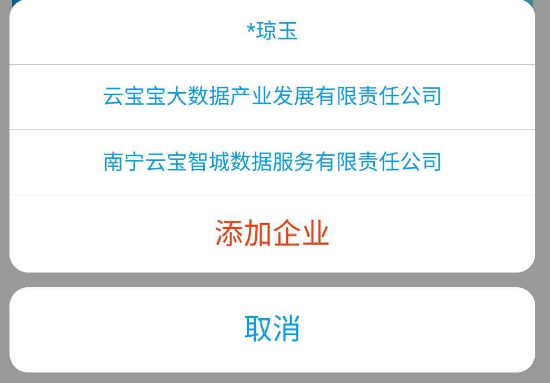 *琼玉
云宝宝大数据产业发展有限责任公司
南宁云宝智城数据服务有限责任公司
添加企业
取消